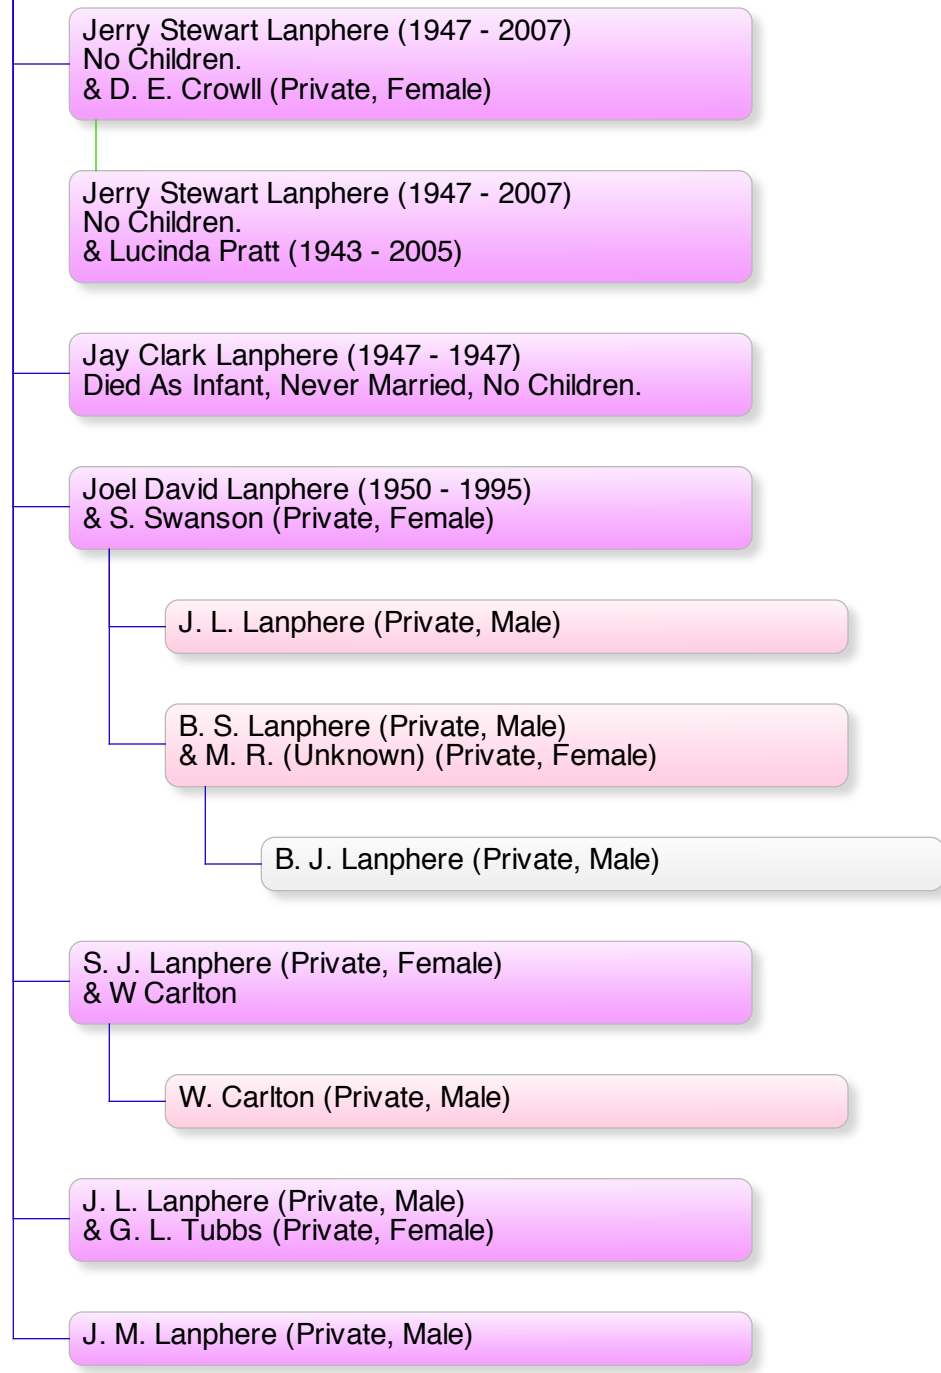 Jerry Stewart Lanphere (1947 - 2007)
No Children.
& D. E. Crowll (Private, Female)
Jerry Stewart Lanphere (1947 - 2007)
No Children.
& Lucinda Pratt (1943 - 2005)
Jay Clark Lanphere (1947 - 1947)
Died As Infant, Never Married, No Children.
Joel David Lanphere (1950 - 1995)
& S. Swanson (Private, Female)
J. L. Lanphere (Private, Male)
B. S. Lanphere (Private, Male)
& M. R. (Unknown) (Private, Female)
B. J. Lanphere (Private, Male)
S. J. Lanphere (Private, Female)
& W Carlton
W. Carlton (Private, Male)
J. L. Lanphere (Private, Male)
& G. L. Tubbs (Private, Female)
J. M. Lanphere (Private, Male)